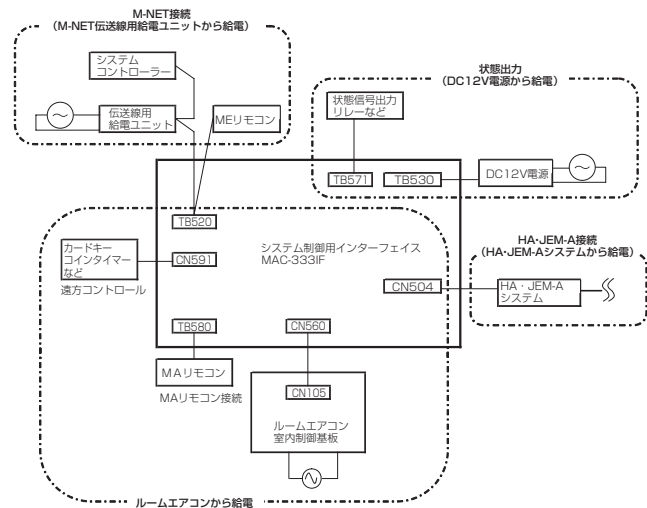 M-NET接続
(M-NET伝送線用給電ユニットから給電)
システム
コントローラー
伝送線用
給電ユニット
MEリモコン
状態出力
(DC12V電源から給電)
状態信号出力
リレーなど
TB571
TB530
DC12V電源
TB520
カードキー
コインタイマー
など
遠方コントロール
CN591
システム制御用インターフェイス
MAC-333IF
CN504
HA・JEM-A接続
(HA・JEM-Aシステムから給電)
HA・JEM-A
システム
TB580
CN560
MAリモコン
MAリモコン接続
CN105
ルームエアコン
室内制御基板
ルームエアコンから給電